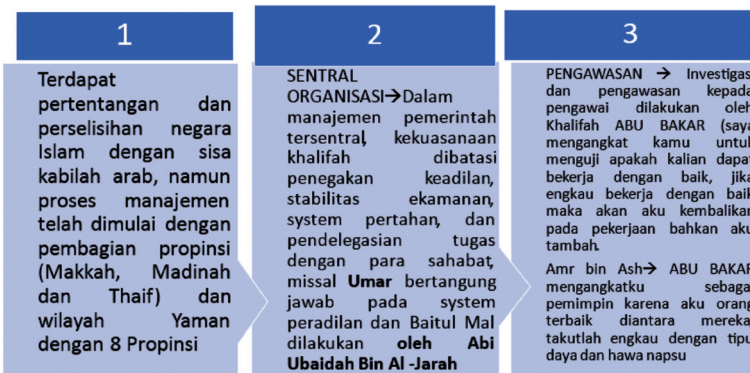 1
Terdapat
pertentangan dan
perselisihan negara
Islam dengan sisa
kabilah arab, namun
proses manajemen
telah dimulai dengan
pembagian propinsi
(Makkah, Madinah
dan Thaif) dan
wilayah Yaman
dengan 8 Propinsi
2
SENTRAL
ORGANISASI→Dalam
manajemen pemerintah
tersentral, kekuasanaan
khalifah dibatasi
penegakan keadilan,
stabilitas ekamanan,
system pertahan, dan
pendelegasian tugas
dengan para sahabat,
missal Umar bertangung
jawab pada system
peradilan dan Baitul Mal
dilakukan oleh Abi
Ubaidah Bin Al -Jarah
3
PENGAWASAN → Investigas
dan pengawasan kepada
pengawai dilakukan oleh
Khalifah ABU BAKAR (saya
mengangkat kamu untuk
menguji apakah kalian dapat
bekerja dengan baik, jika
engkau bekerja dengan baik
maka akan aku kembalikan
pada pekerjaan bahkan aku
tambah.
Amr bin Ash→ ABU BAKAR
mengangkatku sebaga
pemimpin karena aku orang
terbaik diantara mereka,
takutlah engkau dengan tipu
daya dan hawa napsu